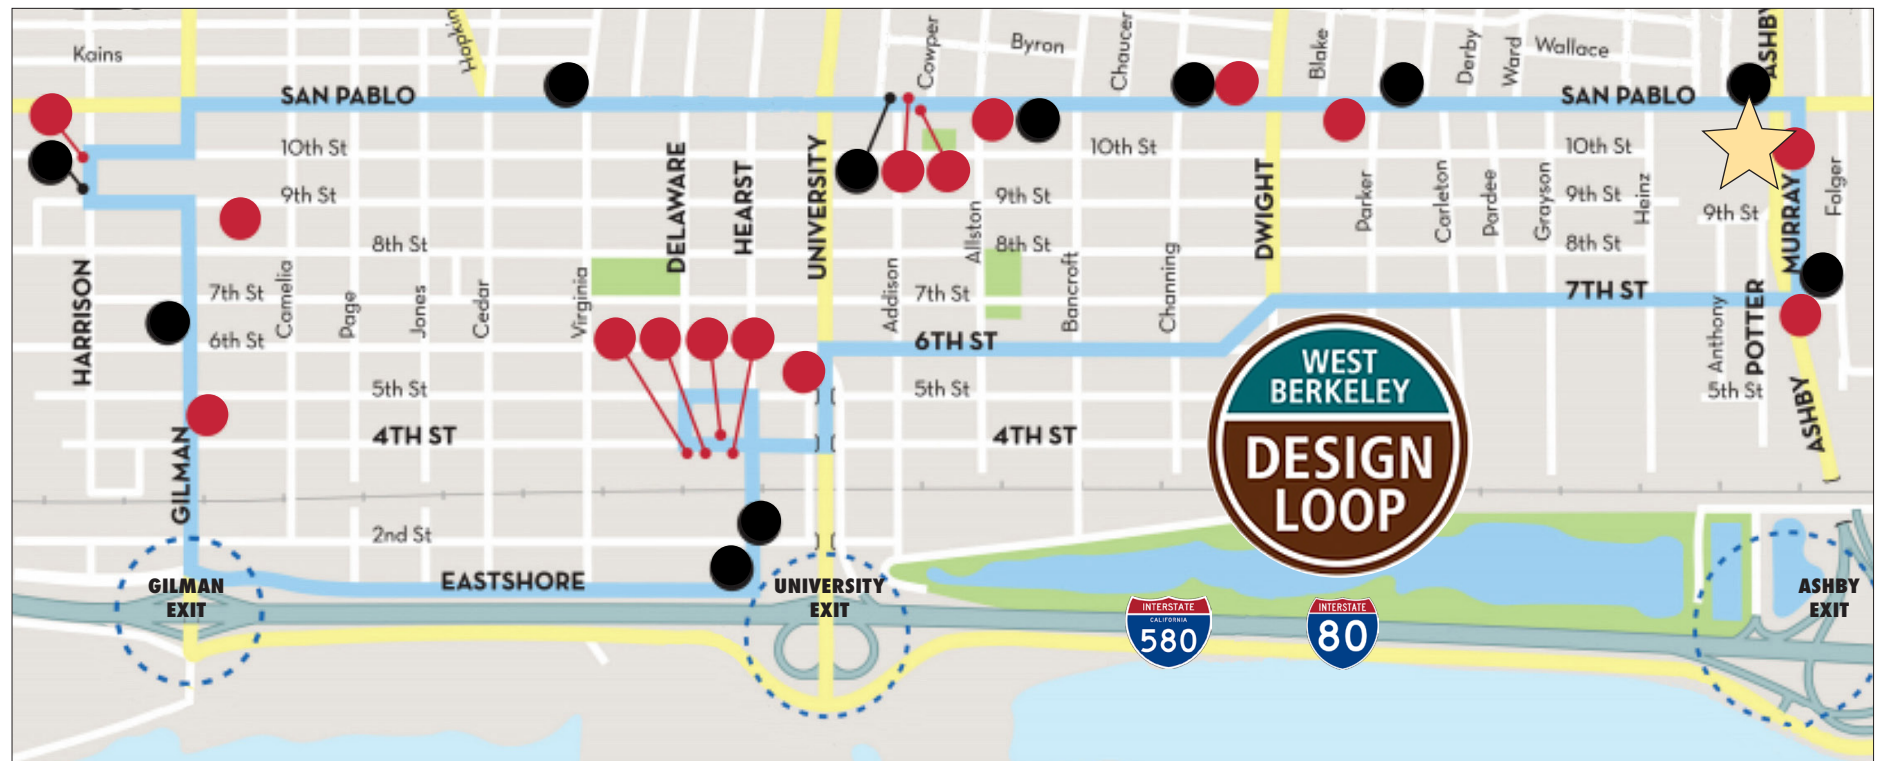 Kains
Hopkin
Cowper
Byron
Chaucer
Blake
Derby
Ward
Wallace
ASHBY
SAN PABLO
SAN PABLO
10th St
10th St
10th St
9th St
9th St
9th St
9th St
8th St
8th St
8th St
HARRISON
GILMAN
Camelia
Page
Jones
Cedar
Virginia
DELAWARE
HEARST
UNIVERSITY
Addison
Allston
Bancroft
Channing
DWIGHT
Parker
Carleton
Pardee
Grayson
Heinz
Anthony
POTTER
MURRAY
Folger
ASHBY
7th St
7th St
7TH ST
6th St
6TH ST
5th St
5th St
5th St
4TH ST
4TH ST
2nd St
EASTSHORE
WEST
BERKELEY
DESIGN
LOOP
GILMAN
EXIT
UNIVERSITY
EXIT
ASHBY
EXIT
INTERSTATE
CALIFORNIA
580
INTERSTATE
80